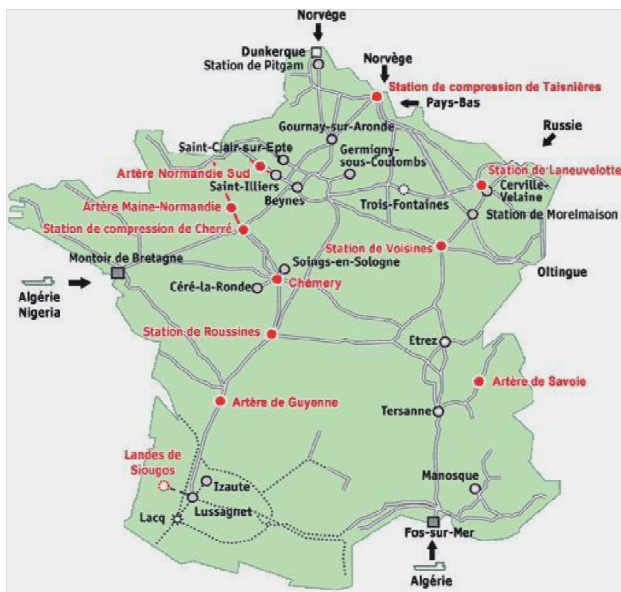 Norvège
Dunkerque
Station de Pitgam
Norvège
Station de compression de Taisnières
Pays-Bas
Gournay-sur-Aronde
Russie
Saint-Clair-sur-Epte
Germigny-
sous-Coulombs
Artère Normandie Sud
Station de Laneuvelotte
Saint-Illiers
Cerville-
Velaine
Beynes
Trois-Fontaines
Artère Maine-Normandie
Station de Morelmaison
Station de compression de Cherré
Station de Voisines
Montoir de Bretagne
Soings-en-Sologne
Oltingue
Algérie
Nigeria
Céré-la-Ronde
Chémery
Station de Roussines
Etrez
Artère de Savoie
Artère de Guyenne
Tersanne
Landes de
Siougos
Izaute
Manosque
Lussagnet
Lacq
Fos-sur-Mer
Algérie